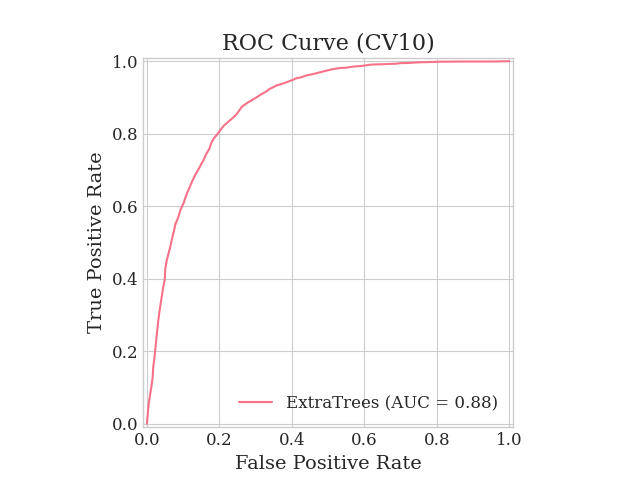 ROC Curve (CV10)
True Positive Rate
1.0
0.8
0.6
0.4
0.2
0.0
ExtraTrees (AUC = 0.88)
0.0 0.2 0.4 0.6 0.8 1.0
False Positive Rate